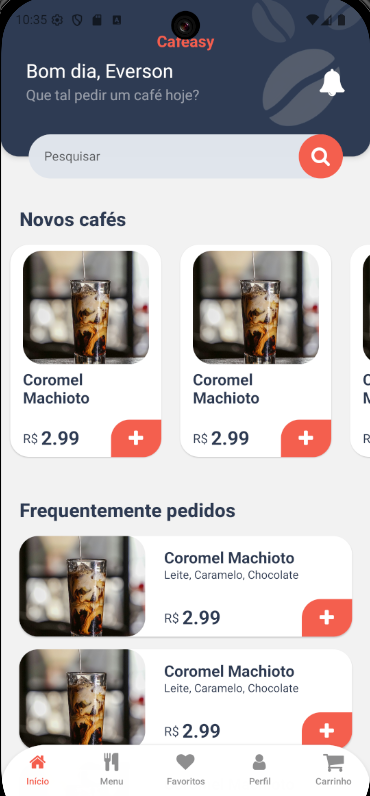 10:35
Cafeasy
Bom dia, Everson
Que tal pedir um café hoje?
Pesquisar
Novos cafés
Coromel
Machioto
R$ 2.99
Coromel
Machioto
R$ 2.99
Frequentemente pedidos
Coromel Machioto
Leite, Caramelo, Chocolate
R$ 2.99
Coromel Machioto
Leite, Caramelo, Chocolate
R$ 2.99
Início
Menu
Favoritos
Perfil
Carrinho